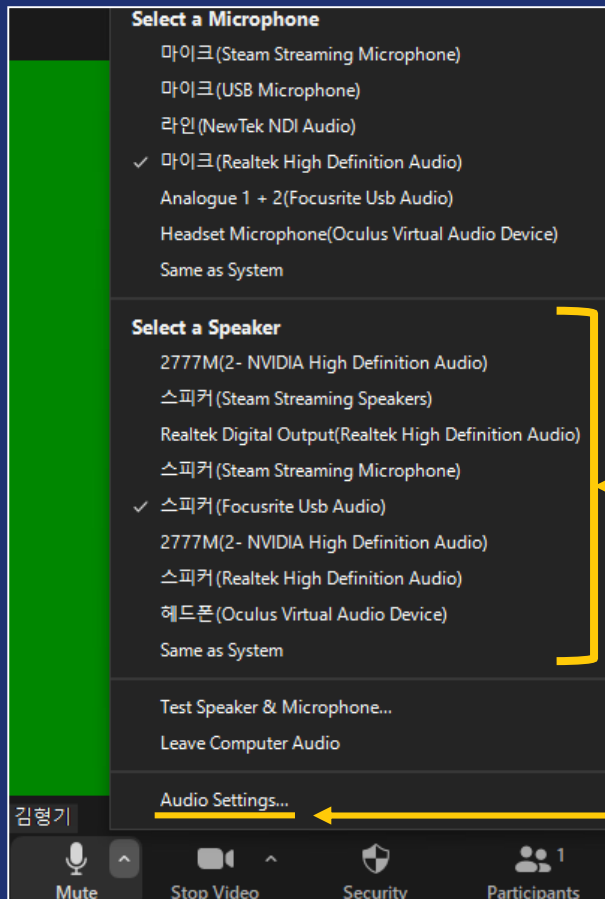 Select a Microphone
마이크(Steam Streaming Microphone)
마이크(USB Microphone)
라인(NewTek NDI Audio)
마이크(Realtek High Definition Audio)
Analogue 1 + 2(Focusrite Usb Audio)
Headset Microphone(Oculus Virtual Audio Device)
Same as System
Select a Speaker
2777M(2- NVIDIA High Definition Audio)
스피커(Steam Streaming Speakers)
Realtek Digital Output(Realtek High Definition Audio)
스피커(Steam Streaming Microphone)
스피커(Focusrite Usb Audio)
2777M(2- NVIDIA High Definition Audio)
스피커(Realtek High Definition Audio)
헤드폰(Oculus Virtual Audio Device)
Same as System
Test Speaker & Microphone...
Leave Computer Audio
Audio Settings...
김형기
1
Mute Stop Video Security Participants